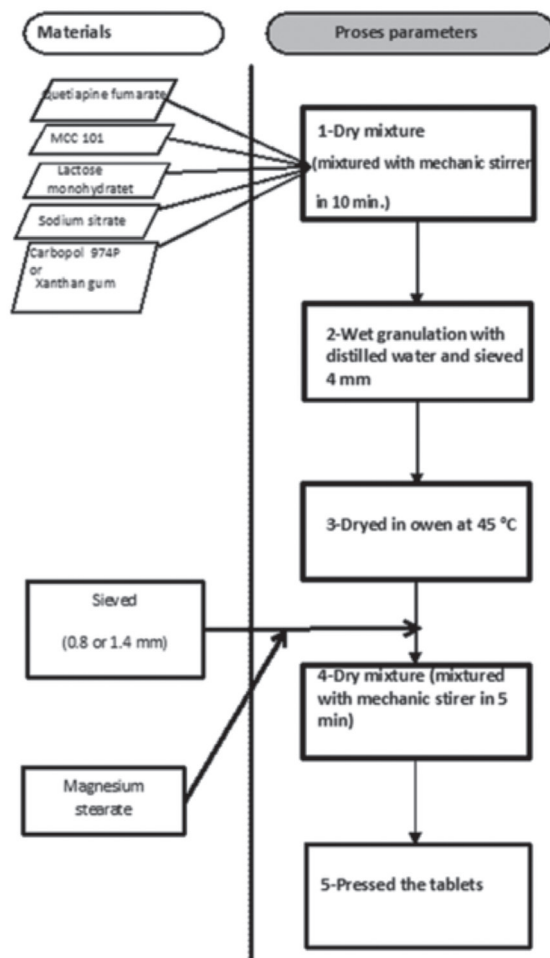 Materials
Proses parameters
Quetiapine fumarate
MCC 101
Lactose
monohydratet
Sodium sitrate
Carbopol 974P
or
Xanthan gum
1-Dry mixture
(mixtured with mechanic stirrer
in 10 min.)
2-Wet granulation with
distilled water and sieved
4 mm
3-Dryed in owen at 45 °C
Sieved
(0.8 or 1.4 mm)
4-Dry mixture (mixtured
with mechanic stirer in 5
min)
Magnesium
stearate
5-Pressed the tablets